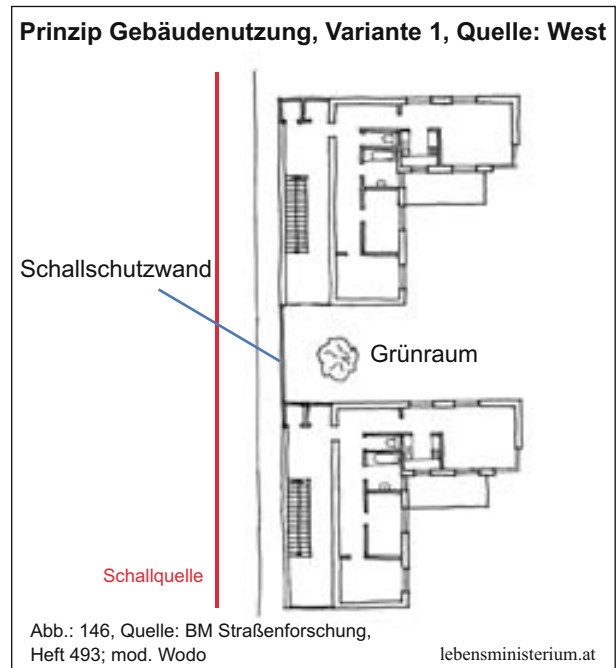 Prinzip Gebäudenutzung, Variante 1, Quelle: West
Schallschutzwand
Grünraum
Schallquelle
Abb.: 146, Quelle: BM Straßenforschung,
Heft 493; mod. Wodo
lebensministerium.at